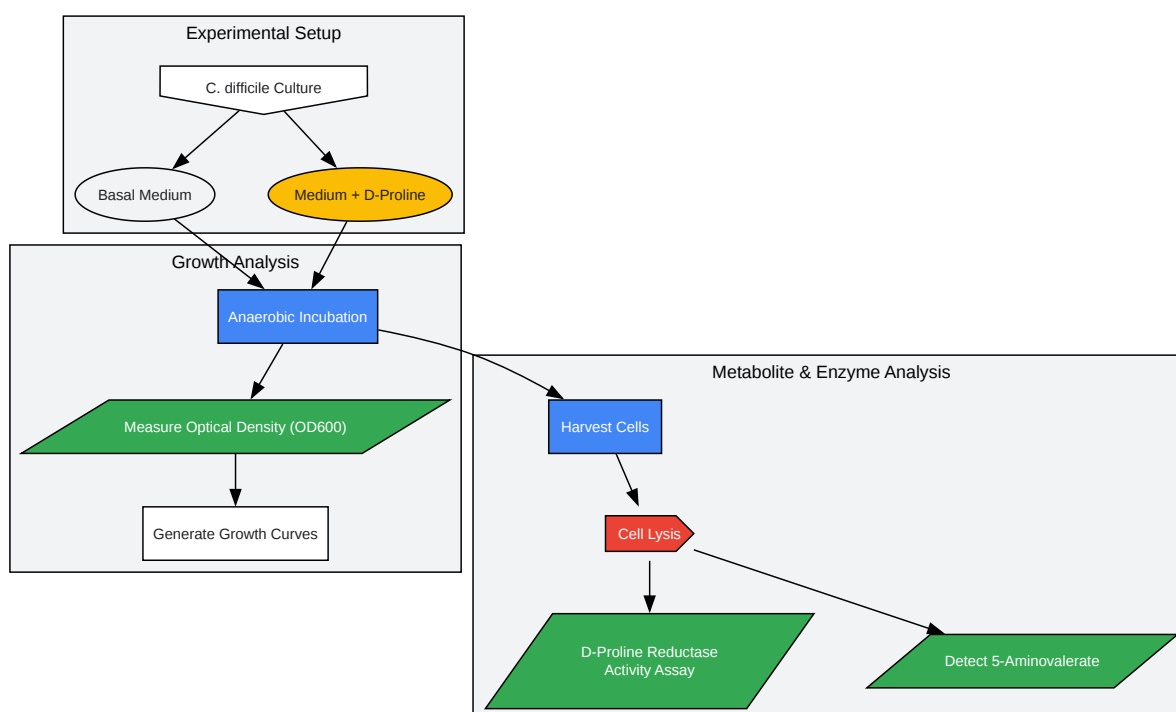 Experimental Setup
C. difficile Culture
Basal Medium
Medium + D-Proline
Growth Analysis
Anaerobic Incubation
Measure Optical Density (OD600)
Generate Growth Curves
Metabolite & Enzyme Analysis
Harvest Cells
Cell Lysis
D-Proline Reductase
Activity Assay
Detect 5-Aminovalerate